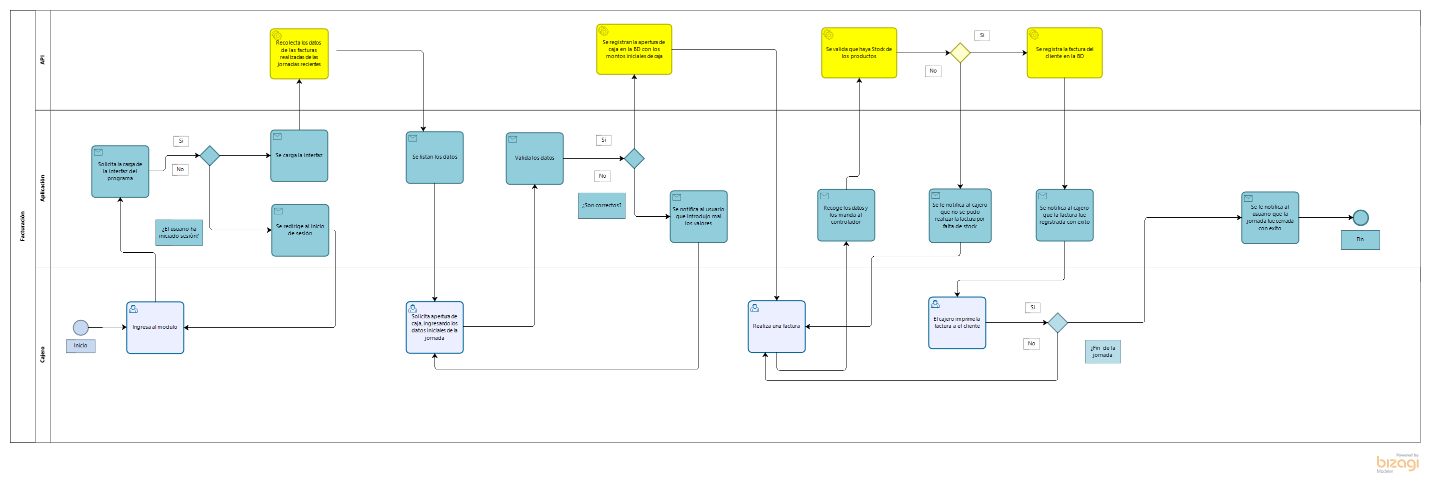 Facturación
API
Aplicación
Cajero
Recolecta los datos
de las facturas
realizadas de las
jornadas recientes
Se registran la apertura de
caja en la BD con los
montos iniciales de caja
Se valida que haya Stock de
los productos
Si
No
Se registra la factura del
cliente en la BD
Solicita la carga de
la interfaz del
programa
Si
No
¿El usuario ha
iniciado sesión?
Se carga la interfaz
Se redirige al inicio
de sesión
Se listan los datos
Valida los datos
Si
No
¿Son correctos?
Se notifica al usuario
que introdujo mal
los valores
Recoge los datos y
los manda al
controlador
Se le notifica al cajero
que no se pudo
realizar la factua por
falta de stock
Se notifica al cajero
que la factura fue
registrada con exito
Se le notifica al
usuario que la
jornada fue cerrada
con exito
Fin
Inicio
Ingresa al modulo
Solicita apertura de
caja, ingresando los
datos iniciales de la
jornada
Realiza una factura
El cajero imprime la
factura a el cliente
Si
No
¿Fin de la
jornada
Powered by
bizagi
Modeler